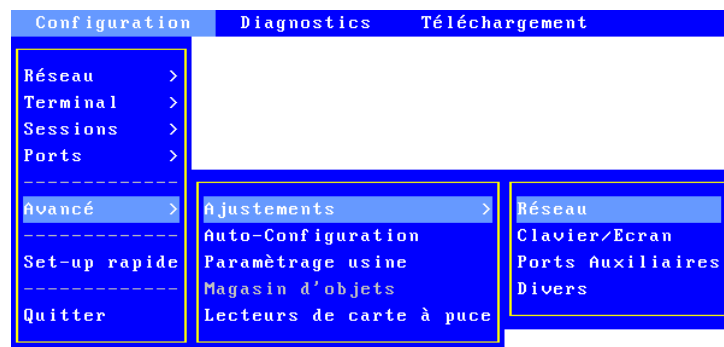 Configuration Diagnostics Téléchargement
Réseau >
Terminal >
Sessions >
Ports >
-------------
Avancé >
-------------
Set-up rapide
-------------
Quitter
Ajustements >
Auto-Configuration
Paramètrage usine
Magasin d'objets
Lecteurs de carte à puce
Réseau
Clavier/Ecran
Ports Auxiliaires
Divers